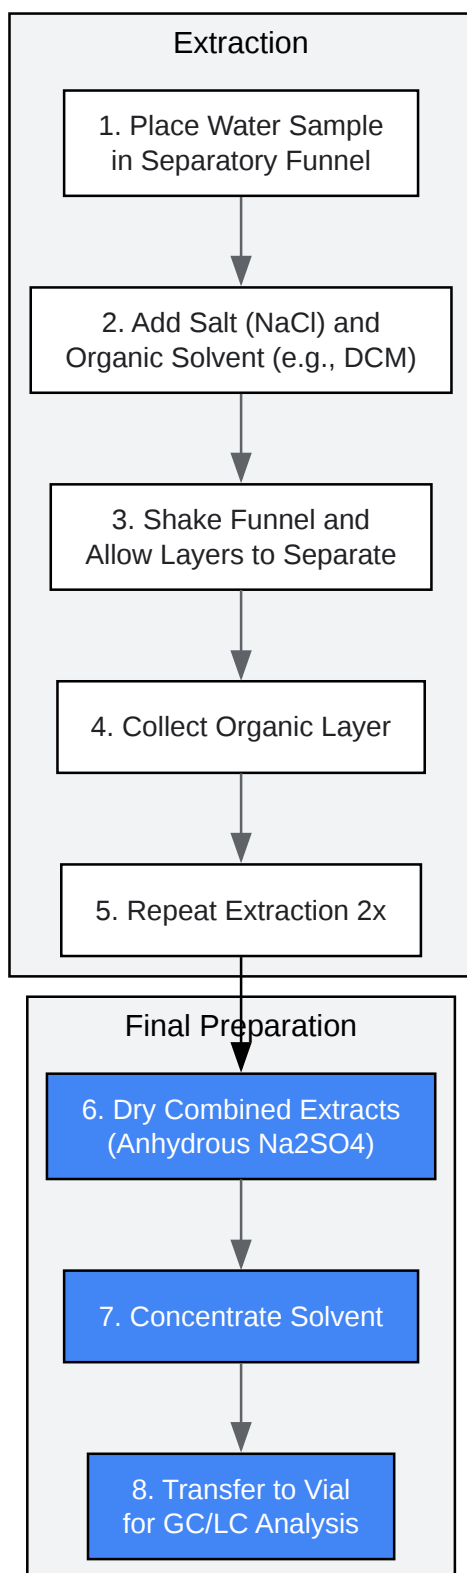 Extraction
1. Place Water Sample
in Separatory Funnel
2. Add Salt (NaCl) and
Organic Solvent (e.g., DCM)
3. Shake Funnel and
Allow Layers to Separate
4. Collect Organic Layer
5. Repeat Extraction 2x
Final Preparation
6. Dry Combined Extracts
(Anhydrous Na2SO4)
7. Concentrate Solvent
8. Transfer to Vial
for GC/LC Analysis